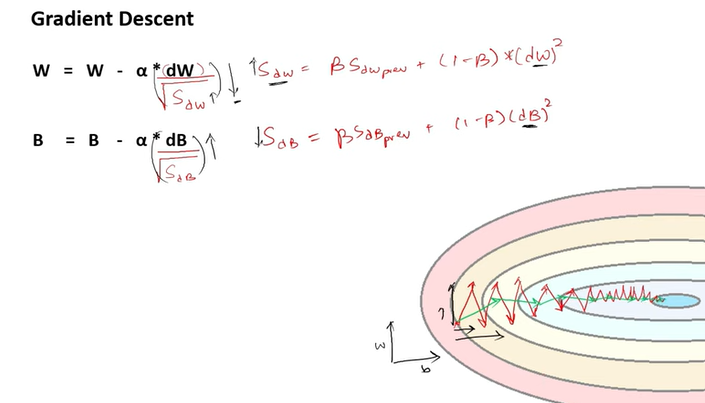 Gradient Descent
W = W - α * (dW) / √S_dW ↑ ↓ ↑S_dw = β S_dw_prev + (1-β) * (dw)²
B = B - α * dB / √S_dB ↑ ↓S_dB = β S_dB_prev + (1-β) (dB)²
w
b